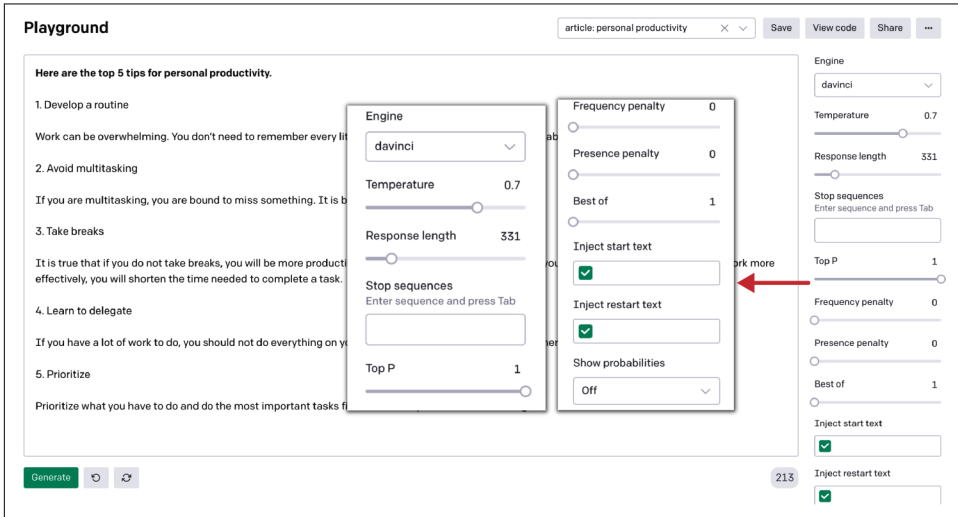 Playground
article: personal productivity
Save
View code
Share
Here are the top 5 tips for personal productivity.
1. Develop a routine
Work can be overwhelming. You don't need to remember every
2. Avoid multitasking
If you are multitasking, you are bound to miss something. It is
3. Take breaks
It is true that if you do not take breaks, you will be more
more
effectively, you will shorten the time needed to complete a task.
4. Learn to delegate
If you have a lot of work to do, you should not do everything on
5. Prioritize
Prioritize what you have to do and do the most important tasks
Engine
davinci
Temperature 0.7
Response length 331
Stop sequences
Enter sequence and press Tab
Top P 1
Frequency penalty 0
Presence penalty 0
Best of 1
Inject start text
Inject restart text
Show probabilities
Off
Engine
davinci
Temperature 0.7
Response length 331
Stop sequences
Enter sequence and press Tab
Top P 1
Frequency penalty 0
Presence penalty 0
Best of 1
Inject start text
Inject restart text
Generate
213